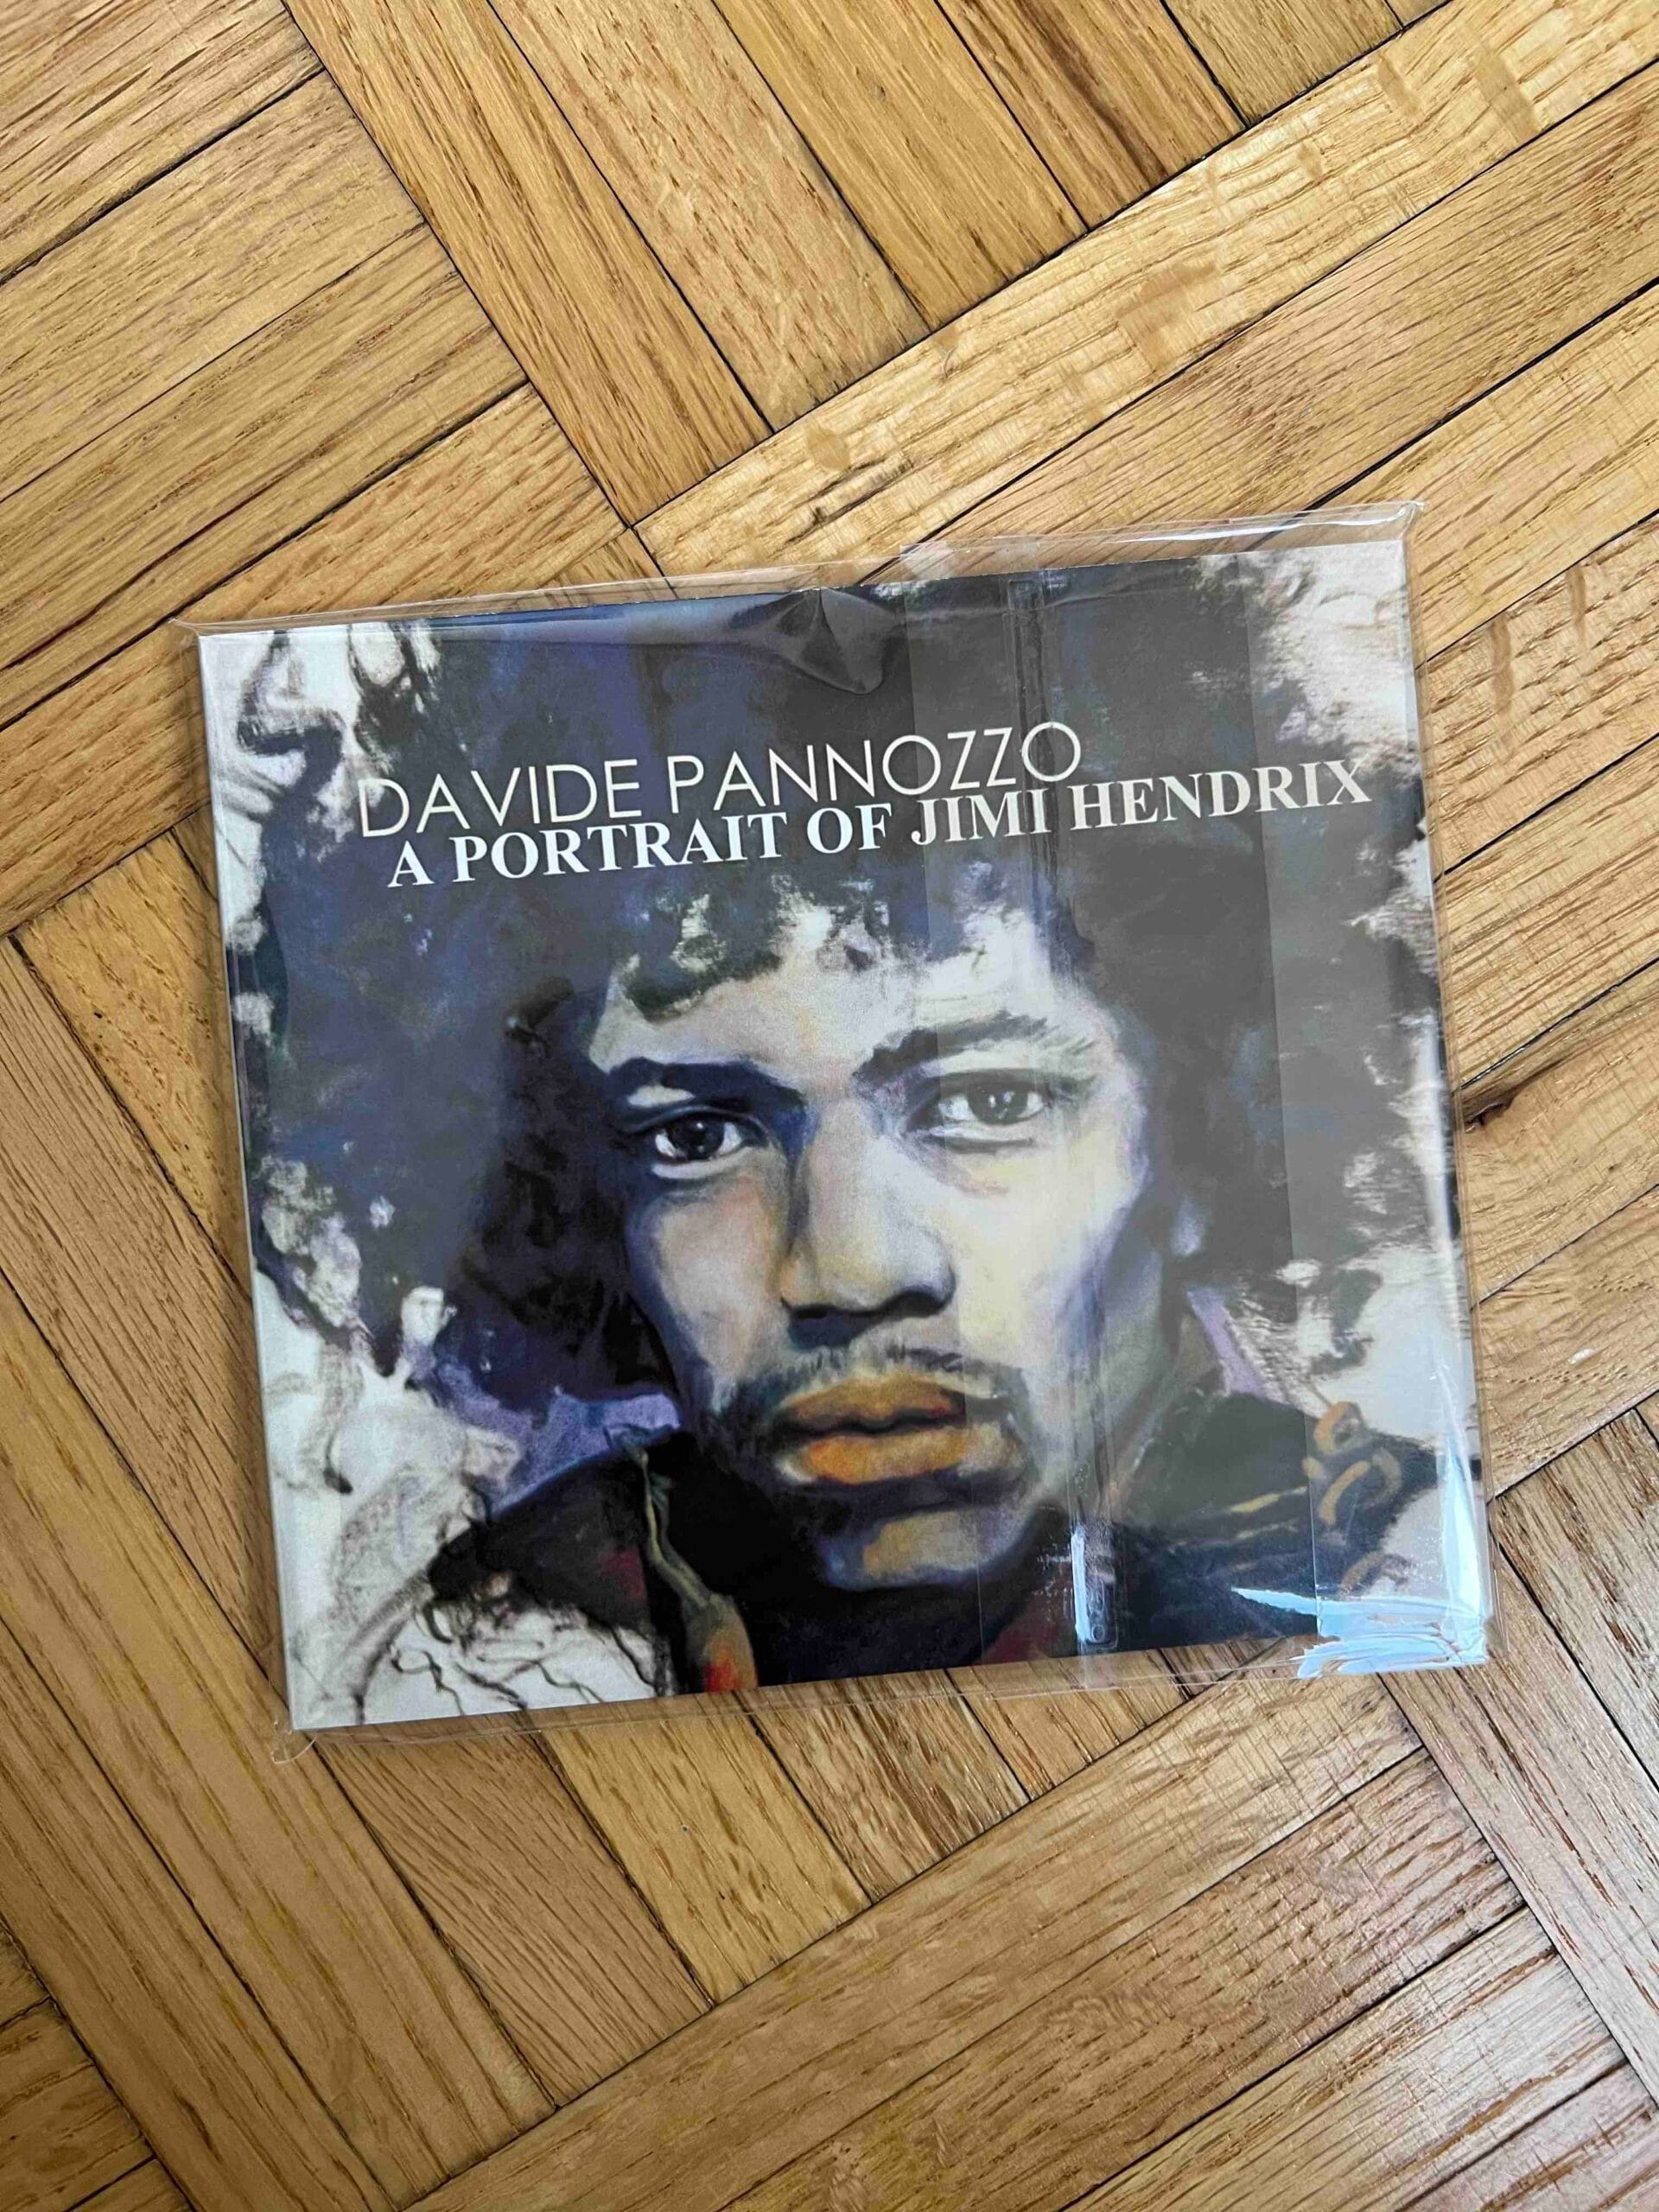 DAVIDE PANNOZZO
A PORTRAIT OF JIMI HENDRIX